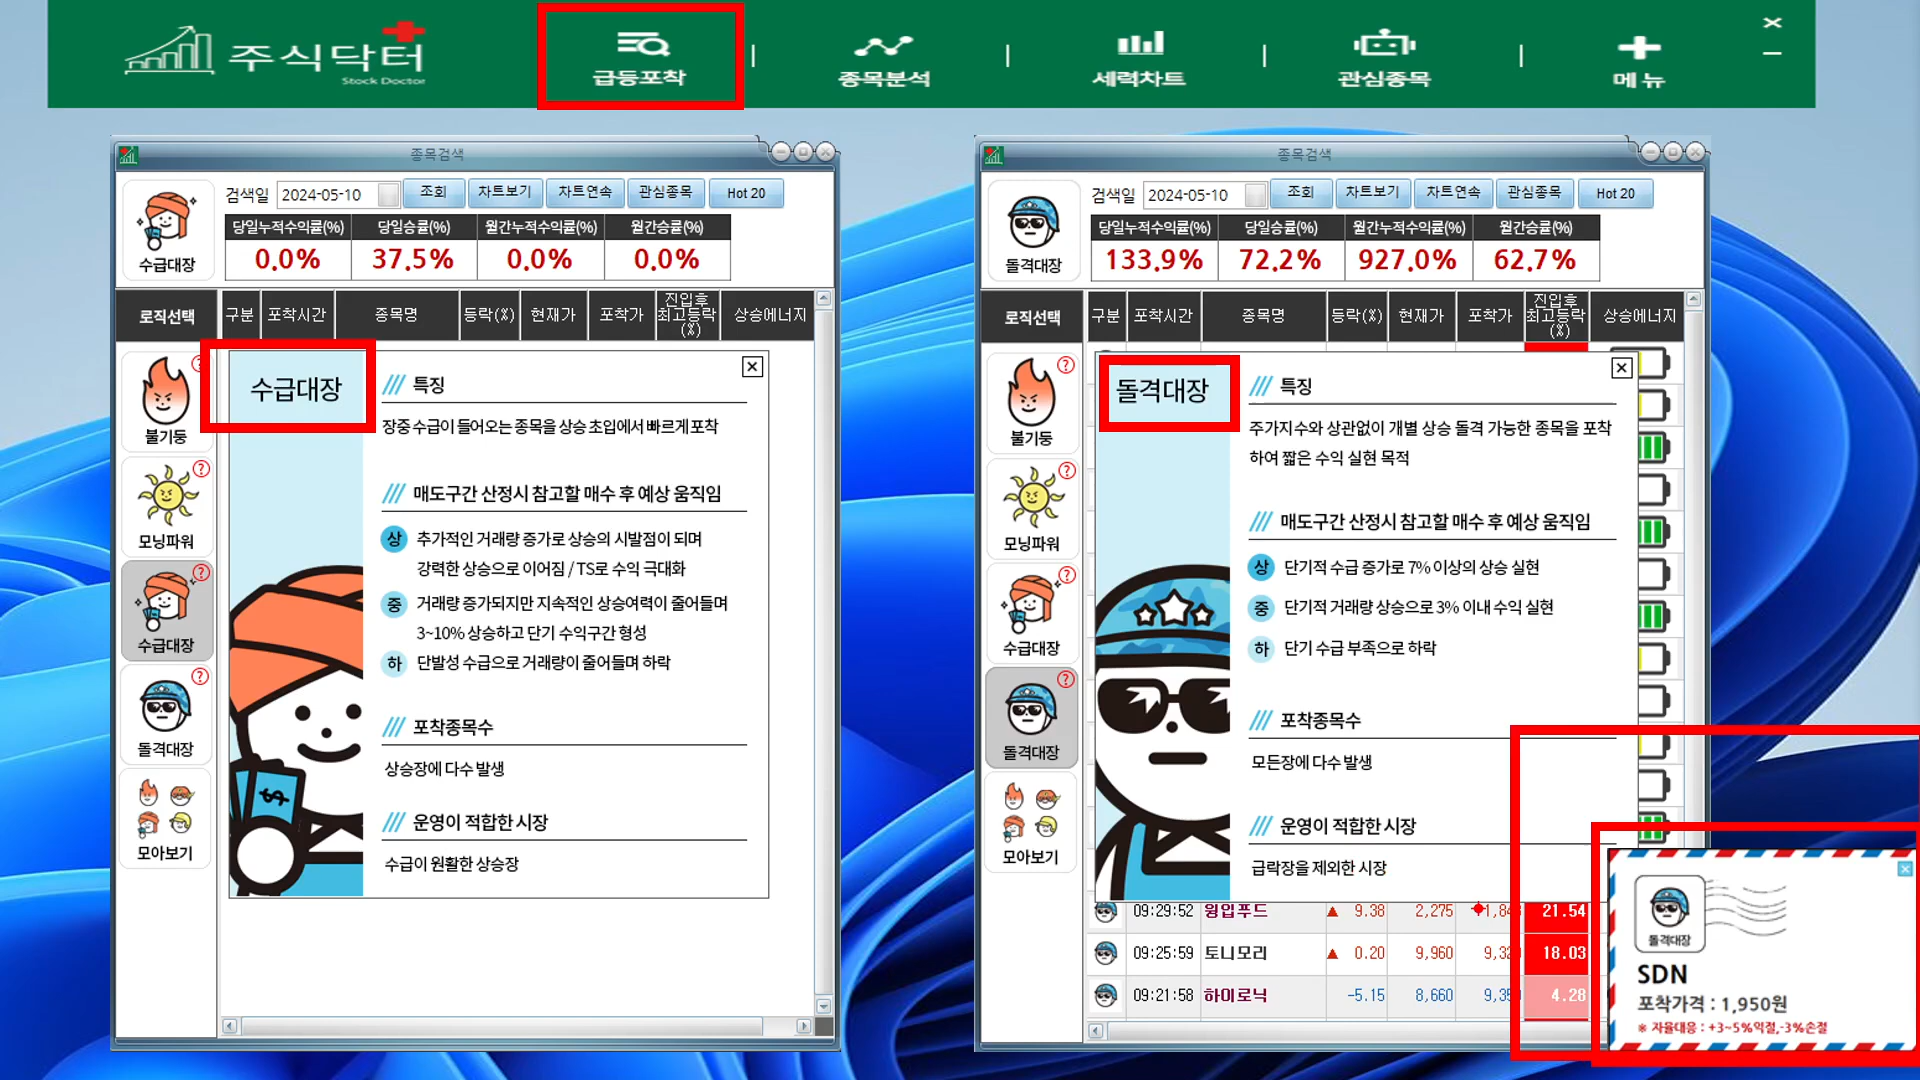 주식닥터
Stock Doctor
급등포착
종목분석
세력차트
관심종목
메뉴
종목검색
수급대장
검색일 2024-05-10 조회 차트보기 차트연속 관심종목 Hot 20
당일누적수익률(%) 당일승률(%) 월간누적수익률(%) 월간승률(%)
0.0% 37.5% 0.0% 0.0%
로직선택 구분 포착시간 종목명 등락(%) 현재가 포착가 진입후 최고등락 (%) 상승에너지
불기둥
모닝파워
수급대장
돌격대장
모아보기
수급대장
/// 특징
장중 수급이 들어오는 종목을 상승 초입에서 빠르게 포착
/// 매도구간 산정시 참고할 매수 후 예상 움직임
상 추가적인 거래량 증가로 상승의 시발점이 되며
강력한 상승으로 이어짐 / TS로 수익 극대화
중 거래량 증가되지만 지속적인 상승여력이 줄어들며
3~10% 상승하고 단기 수익구간 형성
하 단발성 수급으로 거래량이 줄어들며 하락
/// 포착종목수
상승장에 다수 발생
/// 운영이 적합한 시장
수급이 원활한 상승장
종목검색
돌격대장
검색일 2024-05-10 조회 차트보기 차트연속 관심종목 Hot 20
당일누적수익률(%) 당일승률(%) 월간누적수익률(%) 월간승률(%)
133.9% 72.2% 927.0% 62.7%
로직선택 구분 포착시간 종목명 등락(%) 현재가 포착가 진입후 최고등락 (%) 상승에너지
불기둥
모닝파워
수급대장
돌격대장
모아보기
돌격대장
/// 특징
주가지수와 상관없이 개별 상승 돌격 가능한 종목을 포착
하여 짧은 수익 실현 목적
/// 매도구간 산정시 참고할 매수 후 예상 움직임
상 단기적 수급 증가로 7% 이상의 상승 실현
중 단기적 거래량 상승으로 3% 이내 수익 실현
하 단기 수급 부족으로 하락
/// 포착종목수
모든장에 다수 발생
/// 운영이 적합한 시장
급락장을 제외한 시장
09:29:52 윙입푸드 ▲ 9.38 2,275 21.54
09:25:59 토니모리 ▲ 0.20 9,960 18.03
09:21:58 하이로닉 -5.15 8,660 4.28
돌격대장
SDN
포착가격 : 1,950원
※ 자율대응 : +3~5%익절,-3%손절